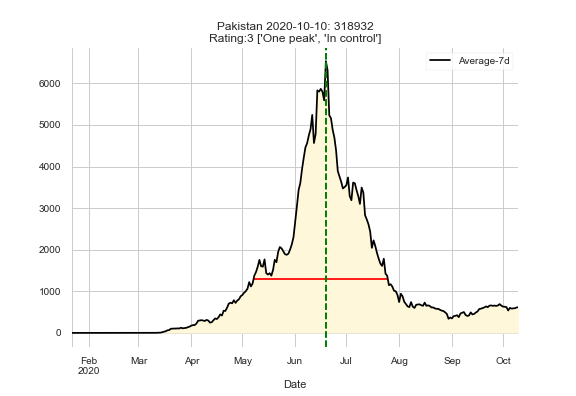 Pakistan 2020-10-10: 318932
Rating:3 ['One peak', 'In control']
Average-7d
6000
5000
4000
3000
2000
1000
0
Feb Mar Apr May Jun Jul Aug Sep Oct
2020
Date